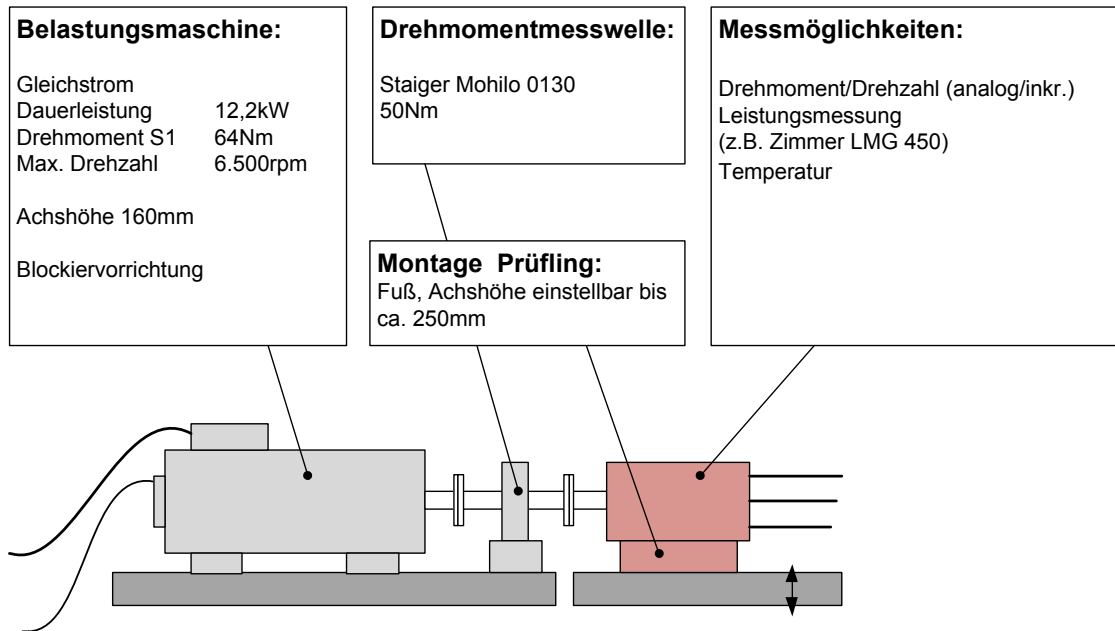 Belastungsmaschine:
Gleichstrom
Dauerleistung 12,2kW
Drehmoment S1 64Nm
Max. Drehzahl 6.500rpm
Achshöhe 160mm
Blockiervorrichtung
Drehmomentmesswelle:
Staiger Mohilo 0130
50Nm
Montage Prüfling:
Fuß, Achshöhe einstellbar bis
ca. 250mm
Messmöglichkeiten:
Drehmoment/Drehzahl (analog/inkr.)
Leistungsmessung
(z.B. Zimmer LMG 450)
Temperatur